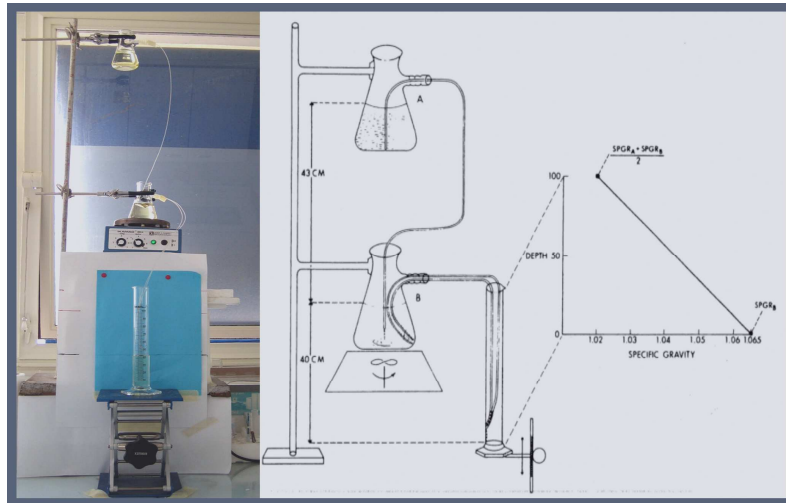 A
43 CM
B
40 CM
SPGR_A + SPGR_B
2
100
DEPTH
50
0
1.02
1.03
1.04
1.05
1.06
1.065
SPGR_B
SPECIFIC GRAVITY